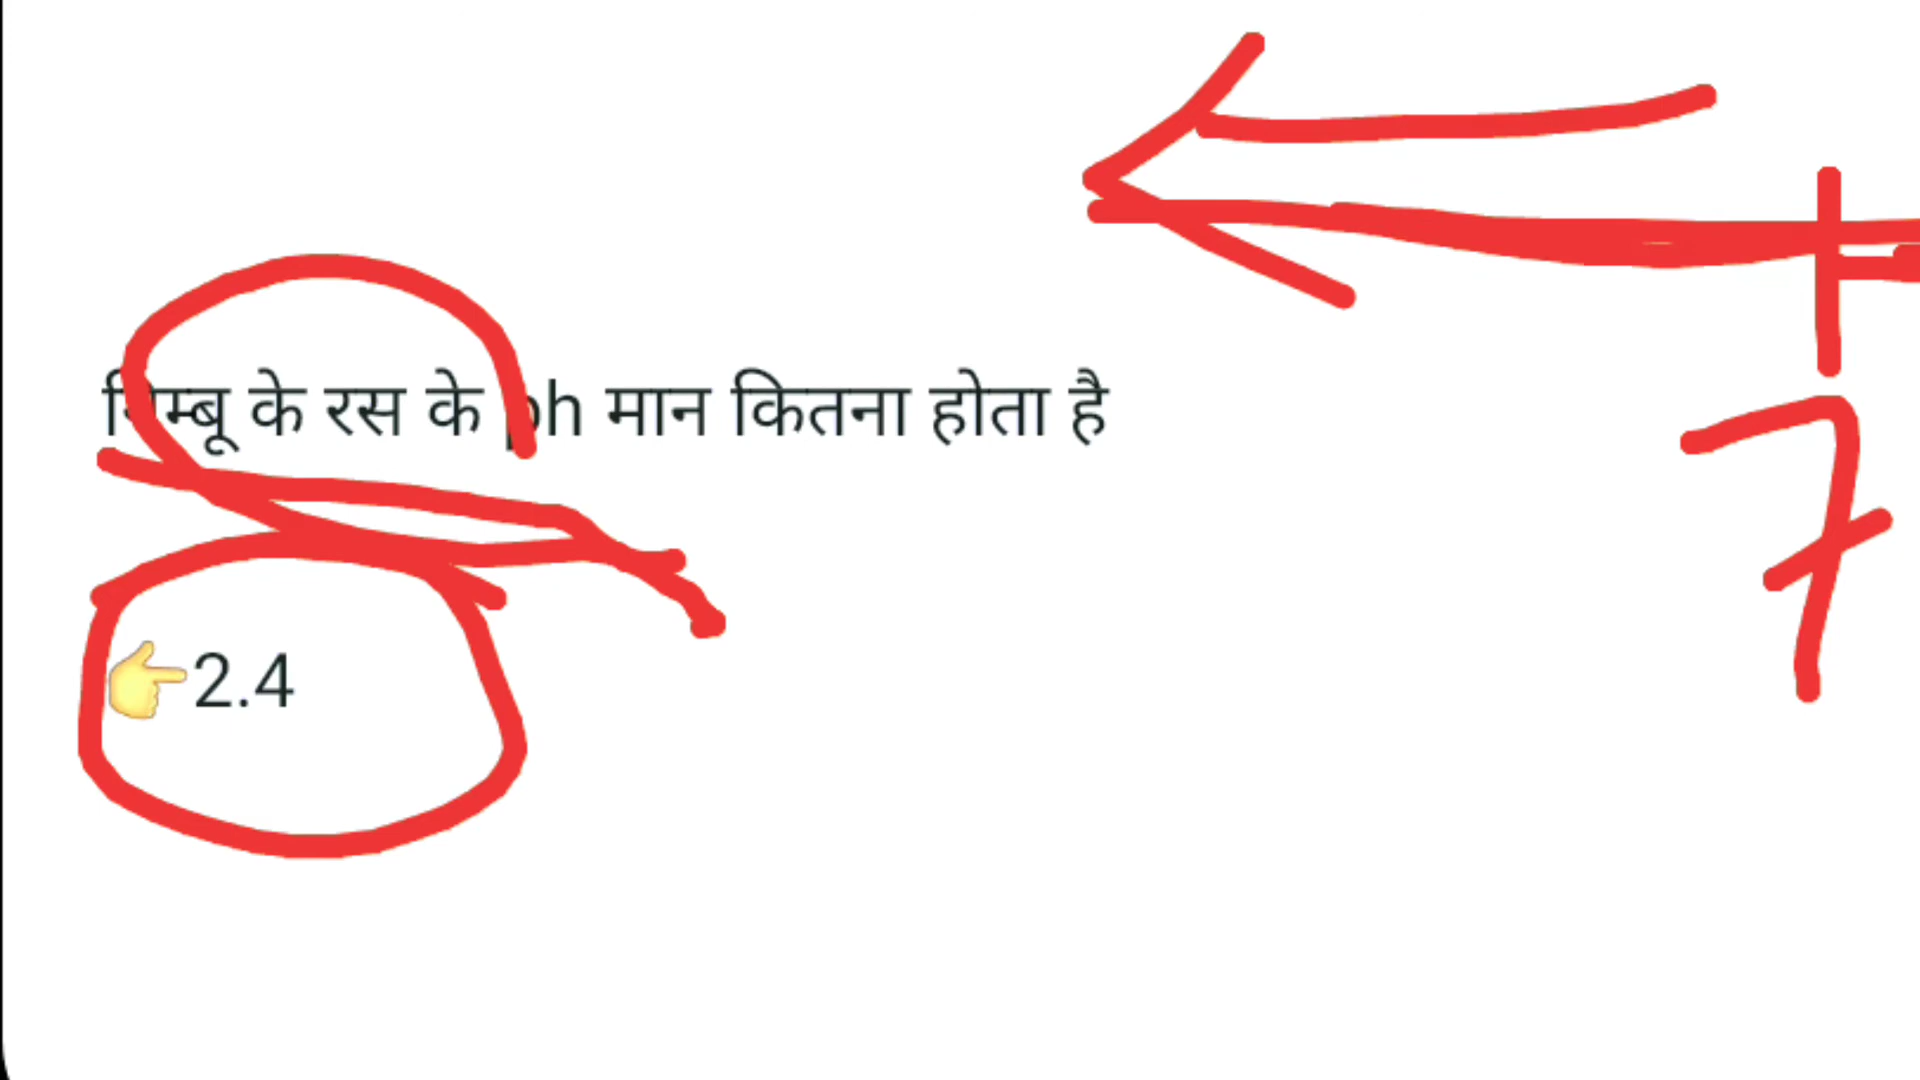 निम्बू के रस के ph मान कितना होता है
👉2.4
7